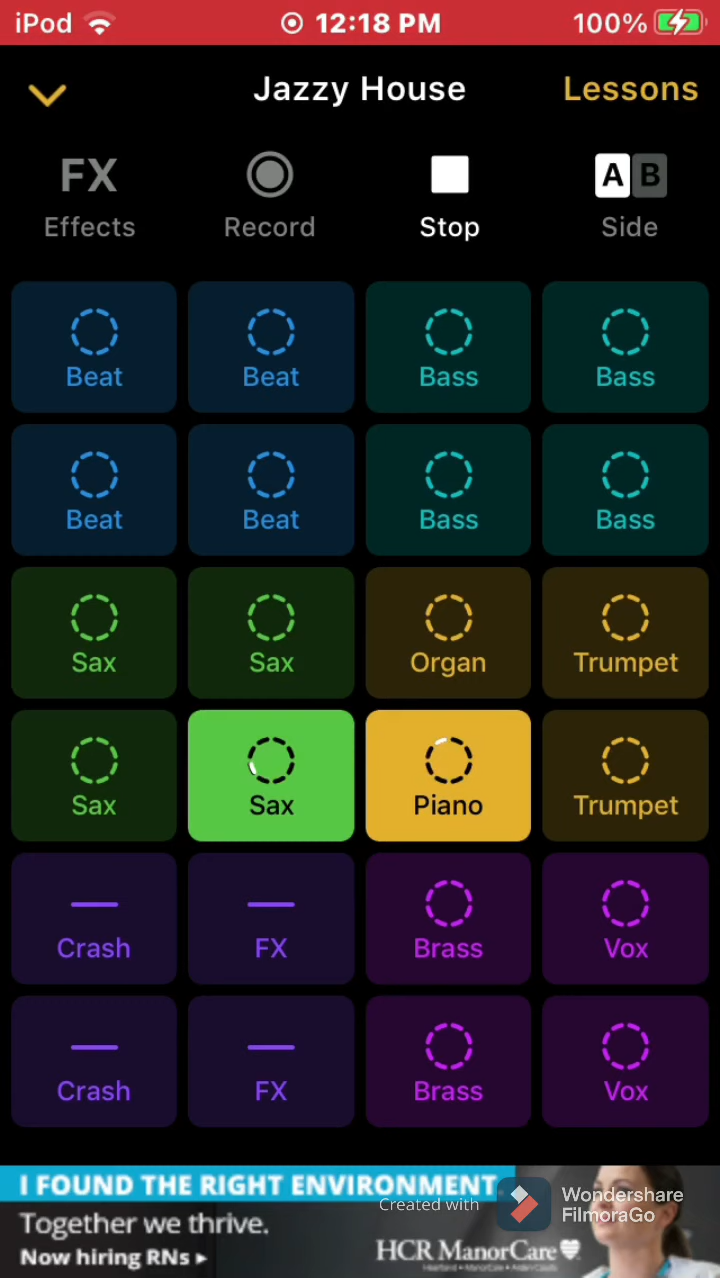 iPod 12:18 PM 100%
Jazzy House Lessons
FX A B
Effects Record Stop Side
Beat Beat Bass Bass
Beat Beat Bass Bass
Sax Sax Organ Trumpet
Sax Sax Piano Trumpet
Crash FX Brass Vox
Crash FX Brass Vox
I FOUND THE RIGHT ENVIRONMENT
Together we thrive.
Now hiring RNs
Created with Wondershare
FilmoraGo
HCR ManorCare